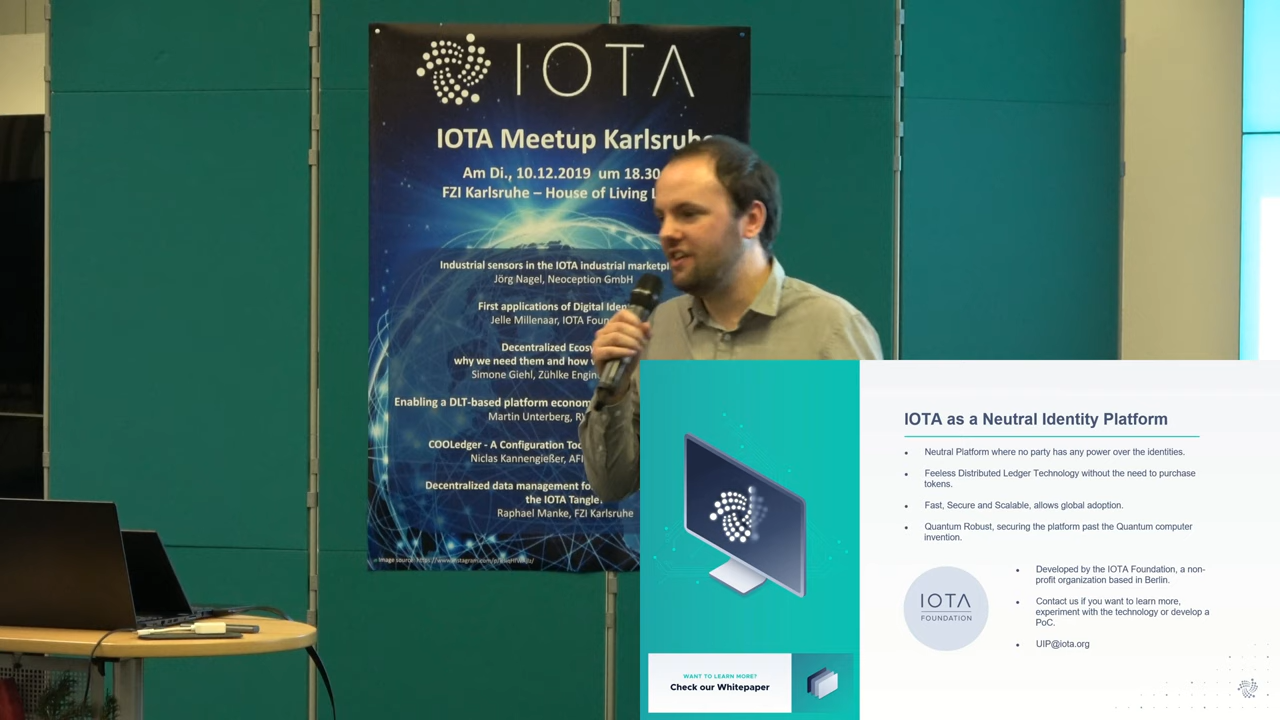 IOTA
IOTA Meetup Karlsruhe
Am Di., 10.12.2019 um 18.30
FZI Karlsruhe – House of Living L
Industrial sensors in the IOTA industrial marketpl
Jörg Nagel, Neoception GmbH
First applications of Digital Iden
Jelle Millenaar, IOTA Foun
Decentralized Ecosy
why we need them and how
Simone Giehl, Zühlke Engin
Enabling a DLT-based platform econom
Martin Unterberg, R
COOLedger - A Configuration Too
Niclas Kannengießer, AFI
Decentralized data management fo
the IOTA Tangle
Raphael Manke, FZI Karlsruhe
Image source: https://www.instagram.com/p/
IOTA as a Neutral Identity Platform
• Neutral Platform where no party has any power over the identities.
• Feeless Distributed Ledger Technology without the need to purchase
tokens.
• Fast, Secure and Scalable, allows global adoption.
• Quantum Robust, securing the platform past the Quantum computer
invention.
IOTA
FOUNDATION
• Developed by the IOTA Foundation, a non-
profit organization based in Berlin.
• Contact us if you want to learn more,
experiment with the technology or develop a
PoC.
• UIP@iota.org
WANT TO LEARN MORE?
Check our Whitepaper